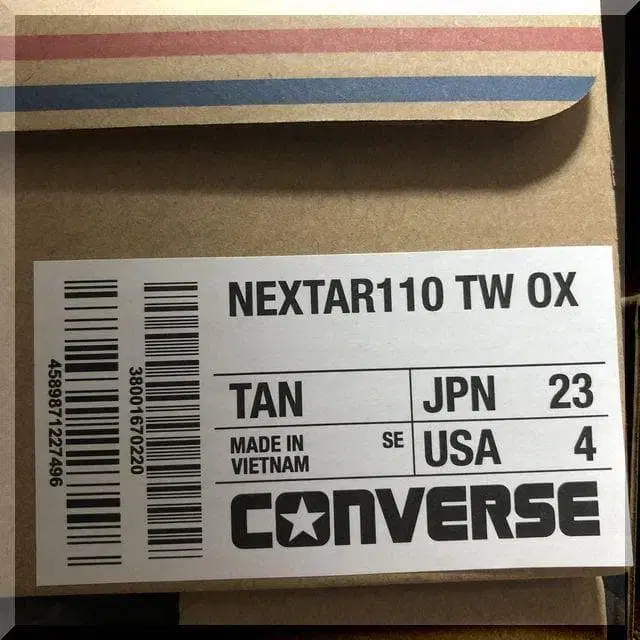 NEXTAR110 TW OX
TAN
JPN 23
MADE IN
VIETNAM
SE
USA 4
CONVERSE
4589871227496
38001670220